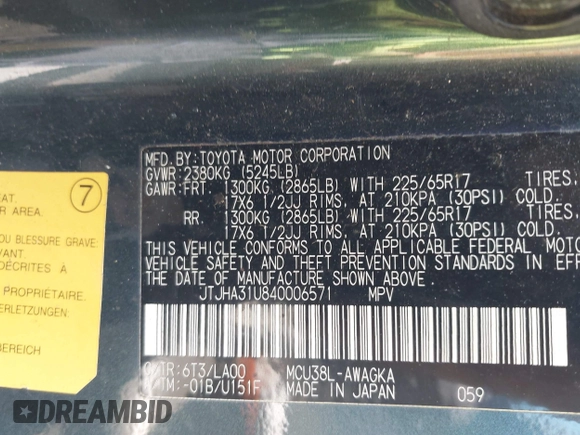 MFD.BY:TOYOTA MOTOR CORPORATION
GVWR:2380KG (5245LB)
GAWR:FRT. 1300KG (2865LB) WITH 225/65R17 TIRES,
17X6 1/2JJ RIMS, AT 210KPA (30PSI) COLD.
RR. 1300KG (2865LB) WITH 225/65R17 TIRES,
17X6 1/2JJ RIMS, AT 210KPA (30PSI) COLD.
THIS VEHICLE CONFORMS TO ALL APPLICABLE FEDERAL MOTO
VEHICLE SAFETY AND THEFT PREVENTION STANDARDS IN EFF
THE DATE OF MANUFACTURE SHOWN ABOVE.
JTJHA31U840006571 MPV
C/TR:6T3/LA00 MCU38L-AWAGKA
A/TM:-01B/U151F MADE IN JAPAN 059
7
EAT.
R AREA.
OU BLESSURE GRAVE
AVANT.
DÉCRITES À
PROPRIÉTAIRE.
ERLETZUNGEN
BEREICH
DREAMBID